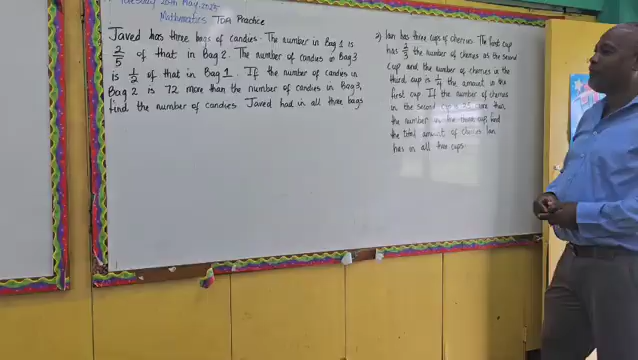 Tuesday 20th May, 2025
Mathematics TDA Practice
Javed has three bags of candies. The number in Bag 1 is
2/5 of that in Bag 2. The number of candies in Bag 3
is 1/2 of that in Bag 1. If the number of candies in
Bag 2 is 72 more than the number of candies in Bag 3,
find the number of candies Javed had in all three bags
2) Ian has three cups of cherries. The first cup
has the number of cherries as the second
cup and the number of cherries in the
third cup is 1/4 the amount in the
first cup. If the number of cherries
in the second cup
the number in the cup, find
the total amount of cherries Ian
has in all three cups.